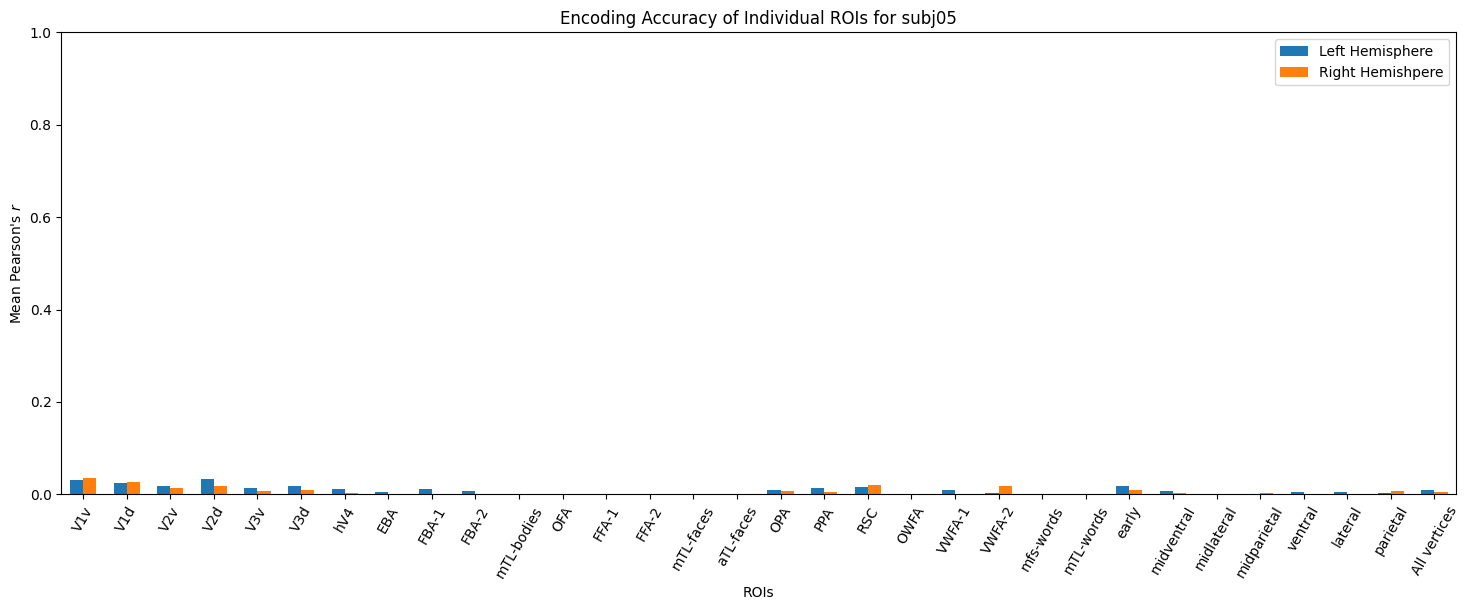 Encoding Accuracy of Individual ROIs for subj05
Left Hemisphere
Right Hemishpere
Mean Pearson's r
1.0
0.8
0.6
0.4
0.2
0.0
V1v
V1d
V2v
V2d
V3v
V3d
hV4
EBA
FBA-1
FBA-2
mTL-bodies
OFA
FFA-1
FFA-2
mTL-faces
aTL-faces
OPA
PPA
RSC
OWFA
VWFA-1
VWFA-2
mfs-words
mTL-words
early
midventral
midlateral
midparietal
ventral
lateral
parietal
All vertices
ROIs